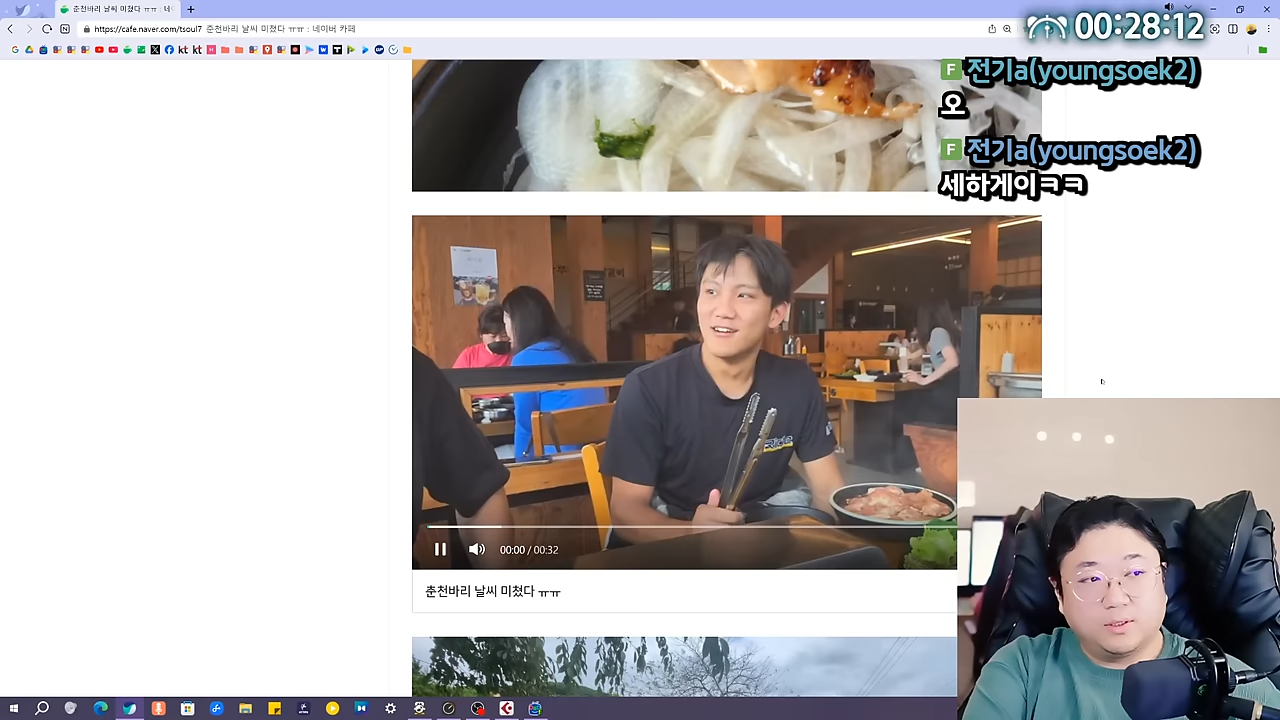 춘천바리 날씨 미쳤다 ㅠㅠ : 네이
https://cafe.naver.com/tsoul7 춘천바리 날씨 미쳤다 ㅠㅠ : 네이버 카페
00:28:12
F 전기a(youngsoek2)
오
F 전기a(youngsoek2)
세하게이ㅋㅋ
00:00 / 00:32
춘천바리 날씨 미쳤다 ㅠㅠ